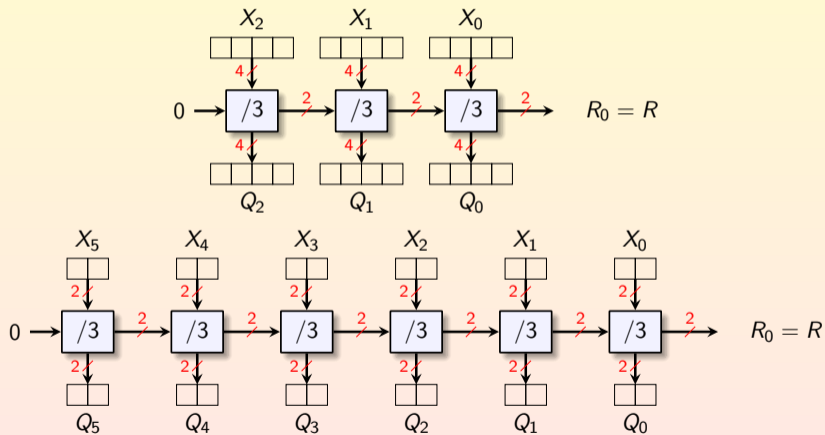 X₂ X₁ X₀
4 4 4
0 /3 2 /3 2 /3 2 R₀ = R
4 4 4
Q₂ Q₁ Q₀
X₅ X₄ X₃ X₂ X₁ X₀
2 2 2 2 2 2
0 /3 2 /3 2 /3 2 /3 2 /3 2 /3 2 R₀ = R
2 2 2 2 2 2
Q₅ Q₄ Q₃ Q₂ Q₁ Q₀